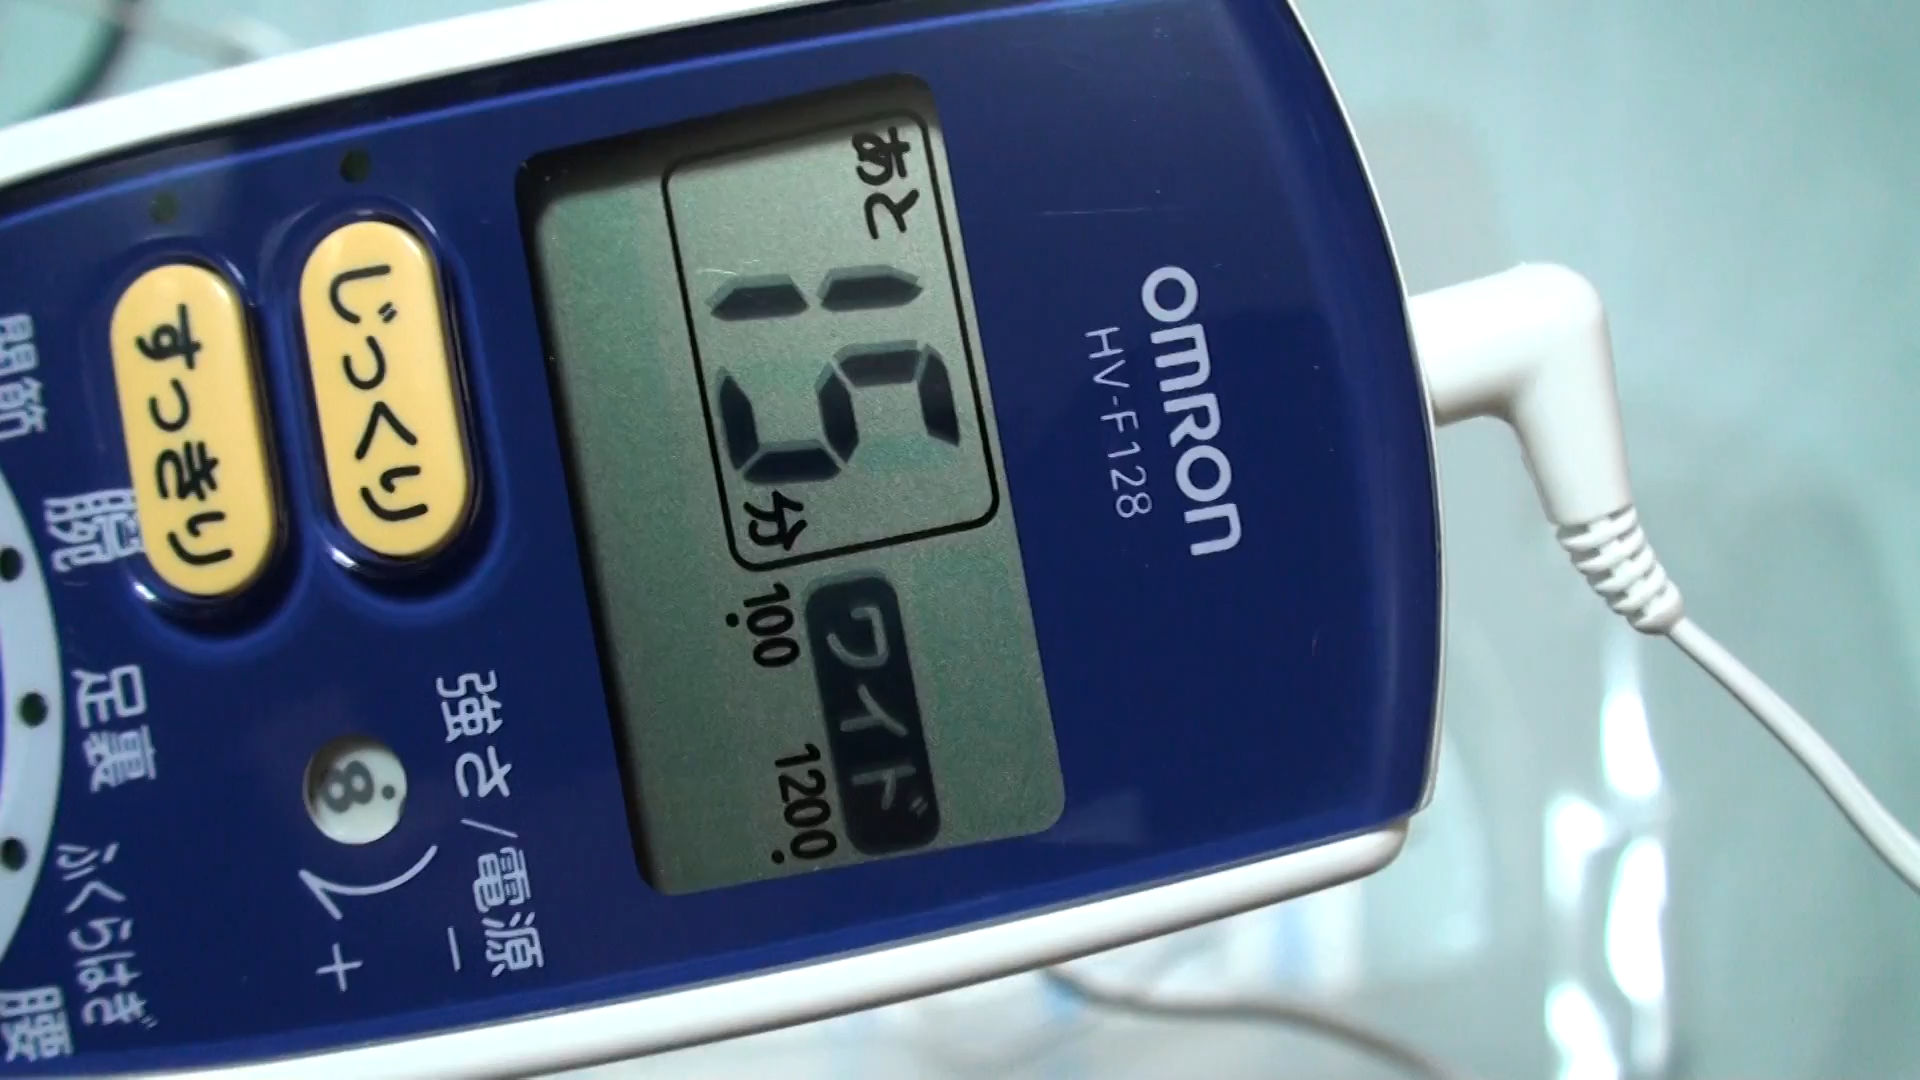 OMRON
HV-F128
あと
15
分
ワイド
100
1200
じっくり
すっきり
強さ/電源
8
+
－
関節
腕
足裏
ふくらはぎ
腰